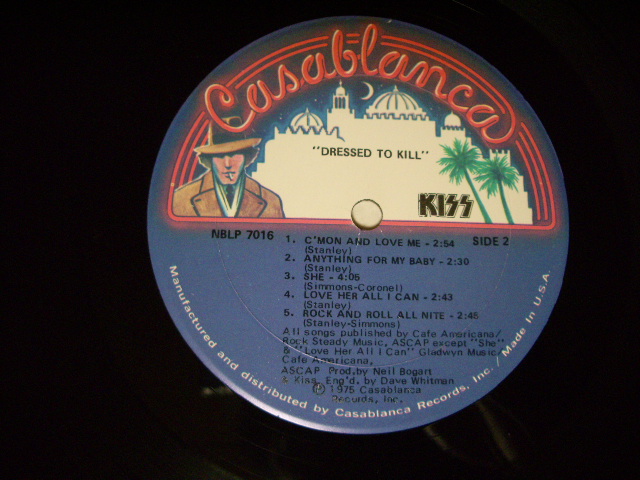 Casablanca
"DRESSED TO KILL"
KISS
NBLP 7016
SIDE 2
1. C'MON AND LOVE ME - 2:54
(Stanley)
2. ANYTHING FOR MY BABY - 2:30
(Stanley)
3. SHE - 4:05
(Simmons-Coronel)
4. LOVE HER ALL I CAN - 2:43
(Stanley)
5. ROCK AND ROLL ALL NITE - 2:45
(Stanley-Simmons)
All songs published by Cafe Americana/
Rock Steady Music, ASCAP except "She"
& "Love Her All I Can" Gladwyn Music/
Cafe Americana,
ASCAP Prod.by Neil Bogart
& Kiss, Eng'd. by Dave Whitman
℗ 1975 Casablanca
Records, Inc.
Manufactured and distributed by Casablanca Records, Inc. / Made In U.S.A.